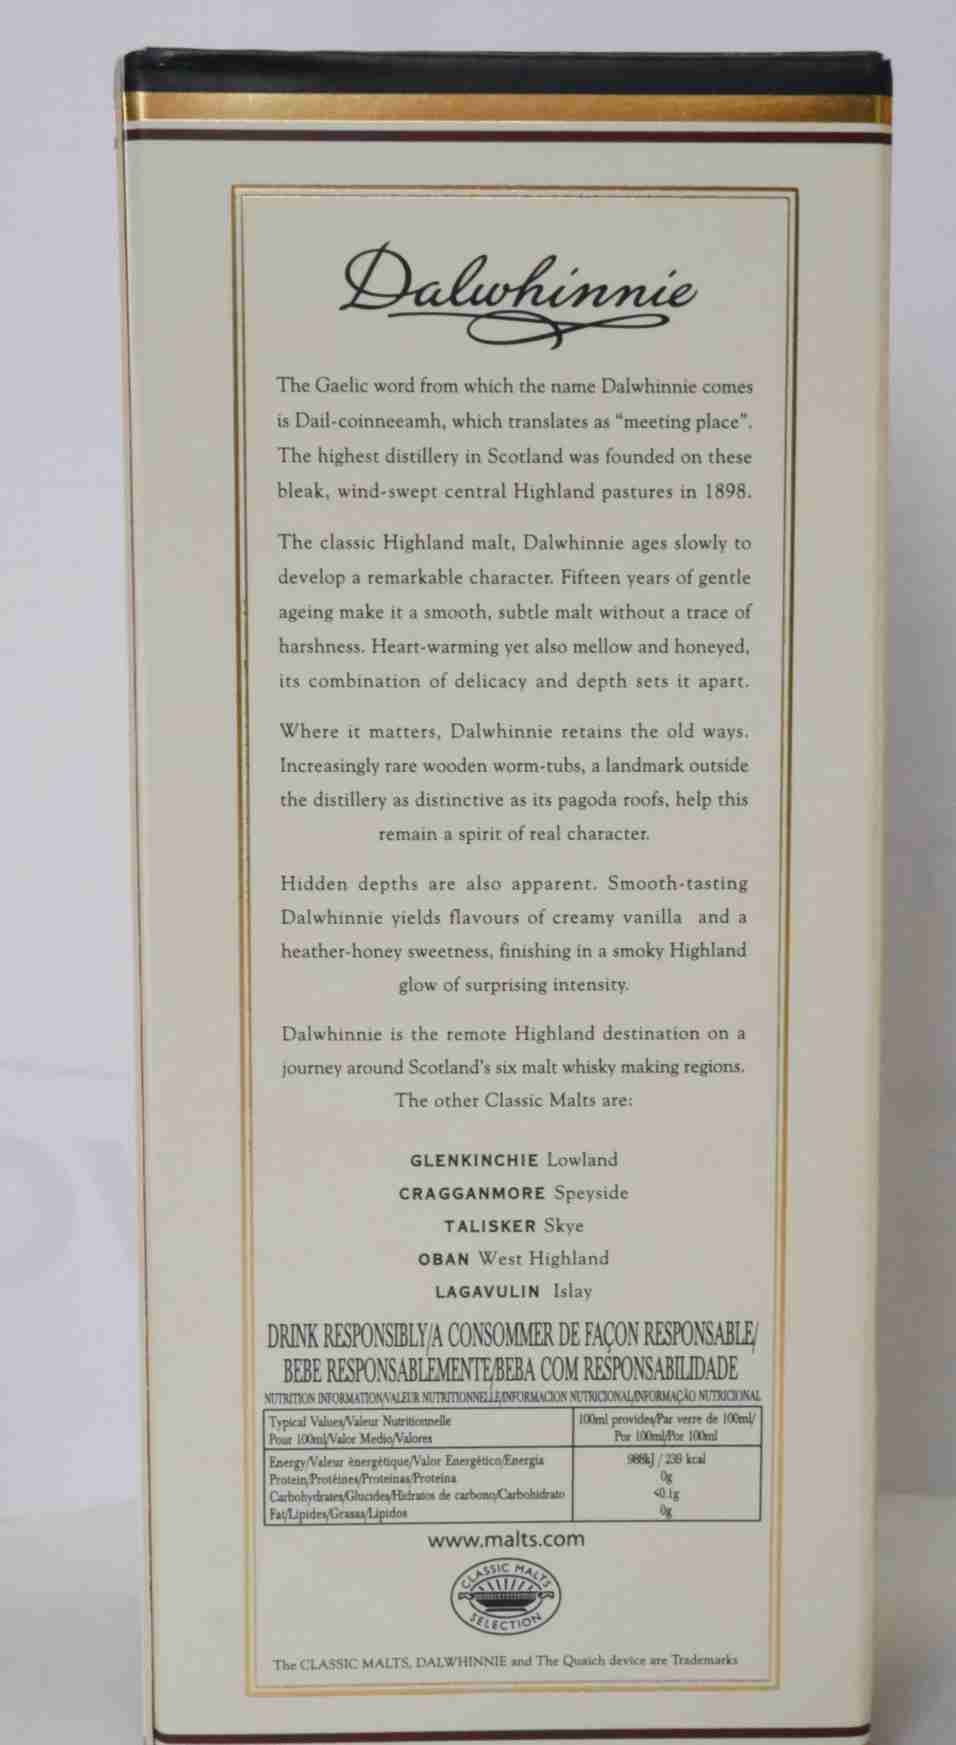 Dalwhinnie
The Gaelic word from which the name Dalwhinnie comes
is Dail-coinneeamh, which translates as “meeting place”.
The highest distillery in Scotland was founded on these
bleak, wind-swept central Highland pastures in 1898.
The classic Highland malt, Dalwhinnie ages slowly to
develop a remarkable character. Fifteen years of gentle
ageing make it a smooth, subtle malt without a trace of
harshness. Heart-warming yet also mellow and honeyed,
its combination of delicacy and depth sets it apart.
Where it matters, Dalwhinnie retains the old ways.
Increasingly rare wooden worm-tubs, a landmark outside
the distillery as distinctive as its pagoda roofs, help this
remain a spirit of real character.
Hidden depths are also apparent. Smooth-tasting
Dalwhinnie yields flavours of creamy vanilla and a
heather-honey sweetness, finishing in a smoky Highland
glow of surprising intensity.
Dalwhinnie is the remote Highland destination on a
journey around Scotland's six malt whisky making regions.
The other Classic Malts are:
GLENKINCHIE Lowland
CRAGGANMORE Speyside
TALISKER Skye
OBAN West Highland
LAGAVULIN Islay
DRINK RESPONSIBLY/A CONSOMMER DE FAÇON RESPONSABLE/
BEBE RESPONSABLEMENTE/BEBA COM RESPONSABILIDADE
NUTRITION INFORMATION/VALEUR NUTRITIONNELLE/INFORMACION NUTRICIONAL/INFORMAÇÃO NUTRICIONAL
Typical Values/Valeur Nutritionnelle 100ml provides/Par verre de 100ml/
Pour 100ml/Valor Medio/Valores Por 100ml/Por 100ml
Energy/Valeur ènergétique/Valor Energético/Energia 988kJ / 239 kcal
Protein/Protéines/Proteinas/Proteína 0g
Carbohydrates/Glucides/Hidratos de carbono/Carbohidrato <0.1g
Fat/Lipides/Grasas/Lípidos 0g
www.malts.com
CLASSIC MALTS
SELECTION
The CLASSIC MALTS, DALWHINNIE and The Quaich device are Trademarks